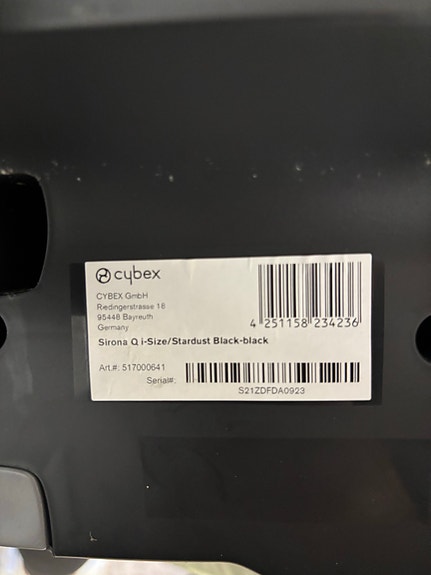 cybex
CYBEX GmbH
Riedingerstrasse 18
95448 Bayreuth
Germany
4 251158 234236
Sirona Q i-Size/Stardust Black-black
Art.#: 517000641
Serial#:
S21ZDFDA0923